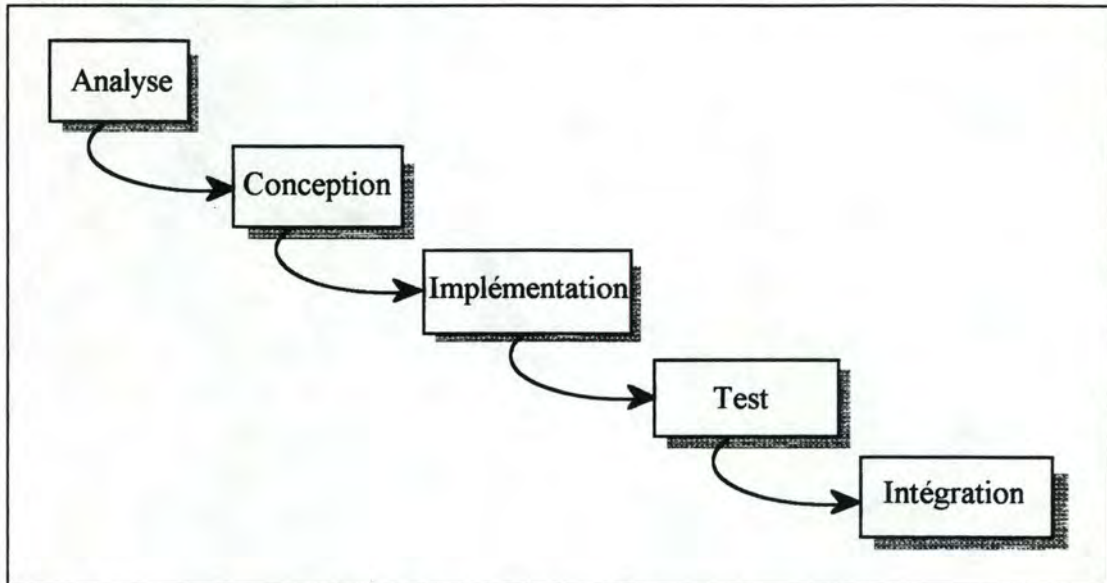 Analyse
Conception
Implémentation
Test
Intégration